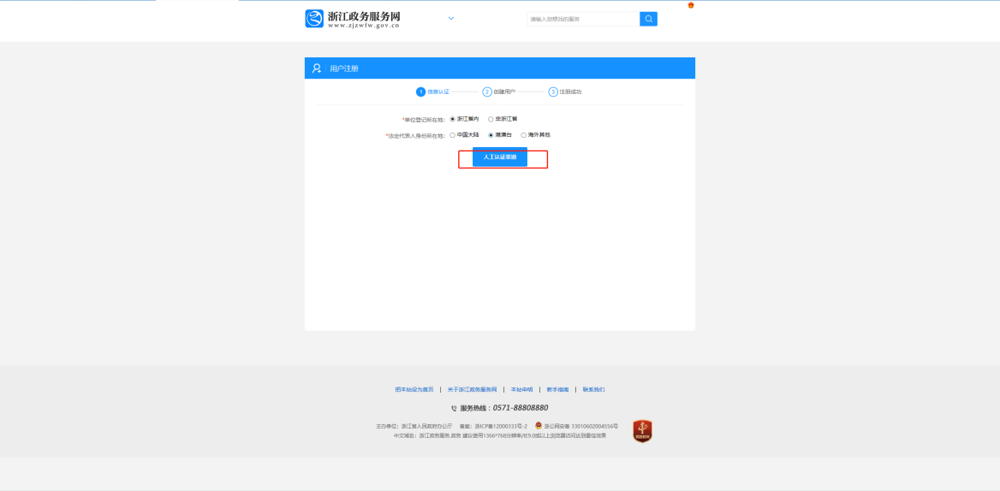 浙江政务服务网
www.zjzwfw.gov.cn
请输入您想找的服务
用户注册
1 信息认证 2 创建用户 3 注册成功
*单位登记所在地: 浙江省内 非浙江省
*法定代表人身份所在地: 中国大陆 港澳台 海外其他
人工认证渠道
把本站设为首页 | 关于浙江政务服务网 | 本站申明 | 新手指南 | 联系我们
服务热线：0571-88808880
主办单位：浙江省人民政府办公厅 备案：浙ICP备12000333号-2 浙公网安备 33010602004556号
中文域名：浙江政务服务.政务 建议使用1366*768分辨率/IE9.0或以上浏览器访问达到最佳效果